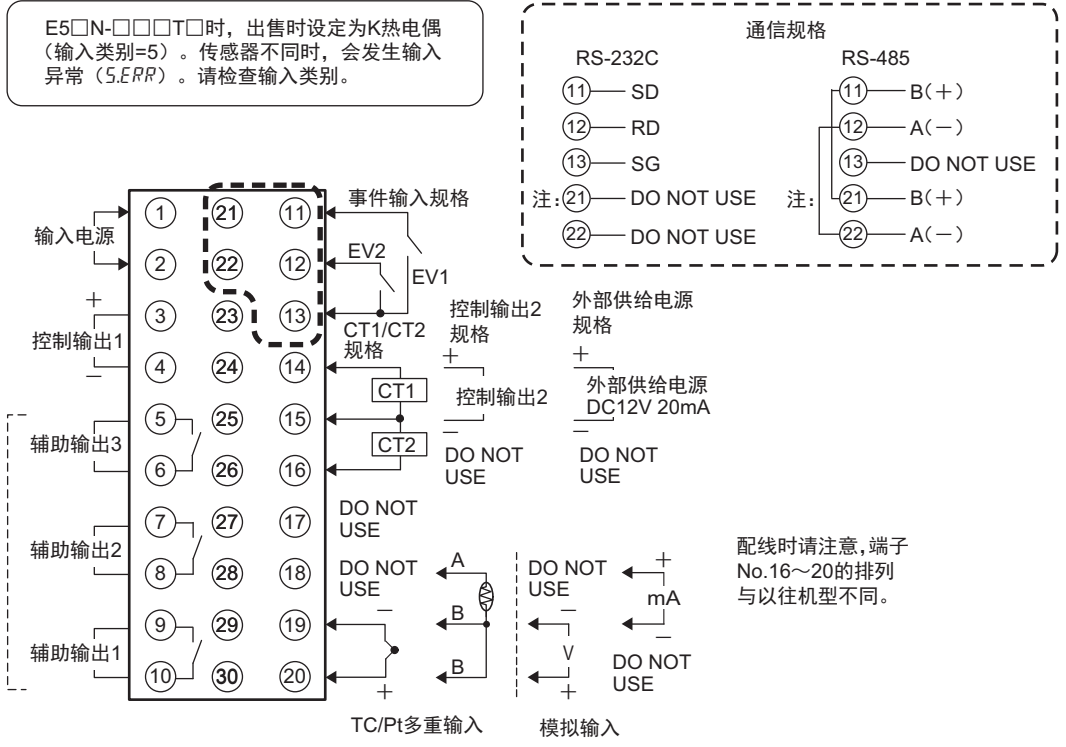 E5□N-□□□T□时，出售时设定为K热电偶
（输入类别=5）。传感器不同时，会发生输入
异常（S.ERR）。请检查输入类别。
通信规格
RS-232C
RS-485
11 SD
12 RD
13 SG
注：21 DO NOT USE
22 DO NOT USE
11 B（＋）
12 A（－）
13 DO NOT USE
注：21 B（＋）
22 A（－）
输入电源
＋
控制输出1
－
辅助输出3
辅助输出2
辅助输出1
1 21 11
2 22 12
3 23 13
4 24 14
5 25 15
6 26 16
7 27 17
8 28 18
9 29 19
10 30 20
事件输入规格
EV2
EV1
CT1/CT2
规格
CT1
CT2
控制输出2
规格
＋
控制输出2
－
DO NOT
USE
外部供给电源
规格
＋
外部供给电源
DC12V 20mA
－
DO NOT
USE
DO NOT
USE
DO NOT
USE
－
＋
A
B
B
TC/Pt多重输入
DO NOT
USE
－
V
＋
＋
mA
－
DO NOT
USE
模拟输入
配线时请注意,端子
No.16～20的排列
与以往机型不同。